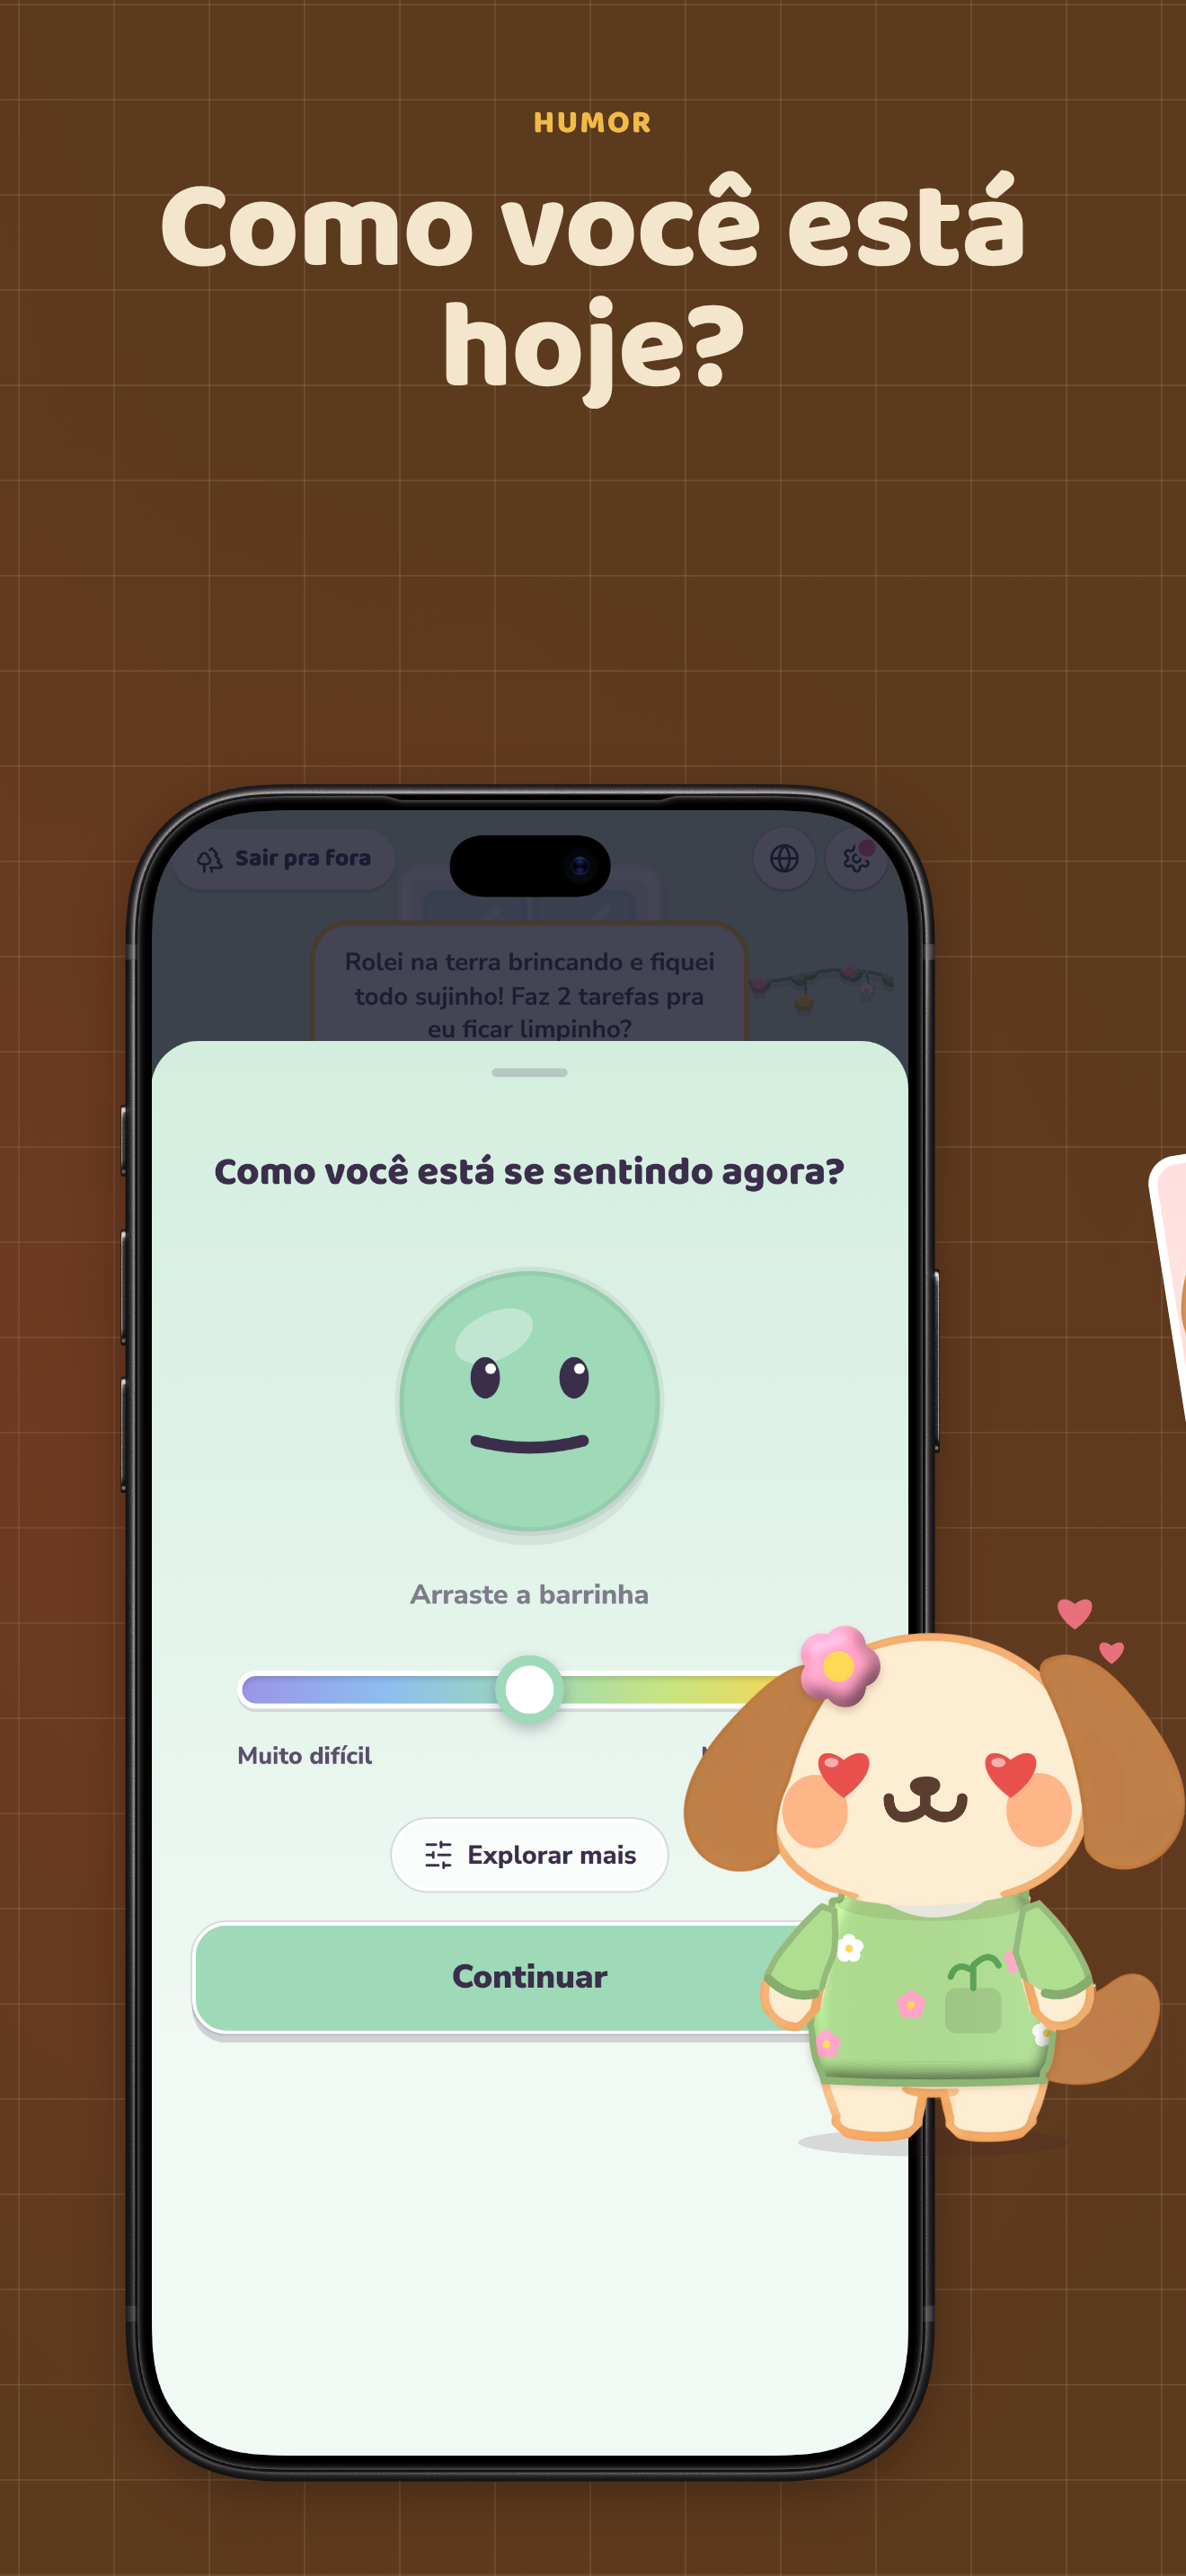 HUMOR
Como você está
hoje?
Sair pra fora
Rolei na terra brincando e fiquei
todo sujinho! Faz 2 tarefas pra
eu ficar limpinho?
Como você está se sentindo agora?
Arraste a barrinha
Muito difícil
Explorar mais
Continuar